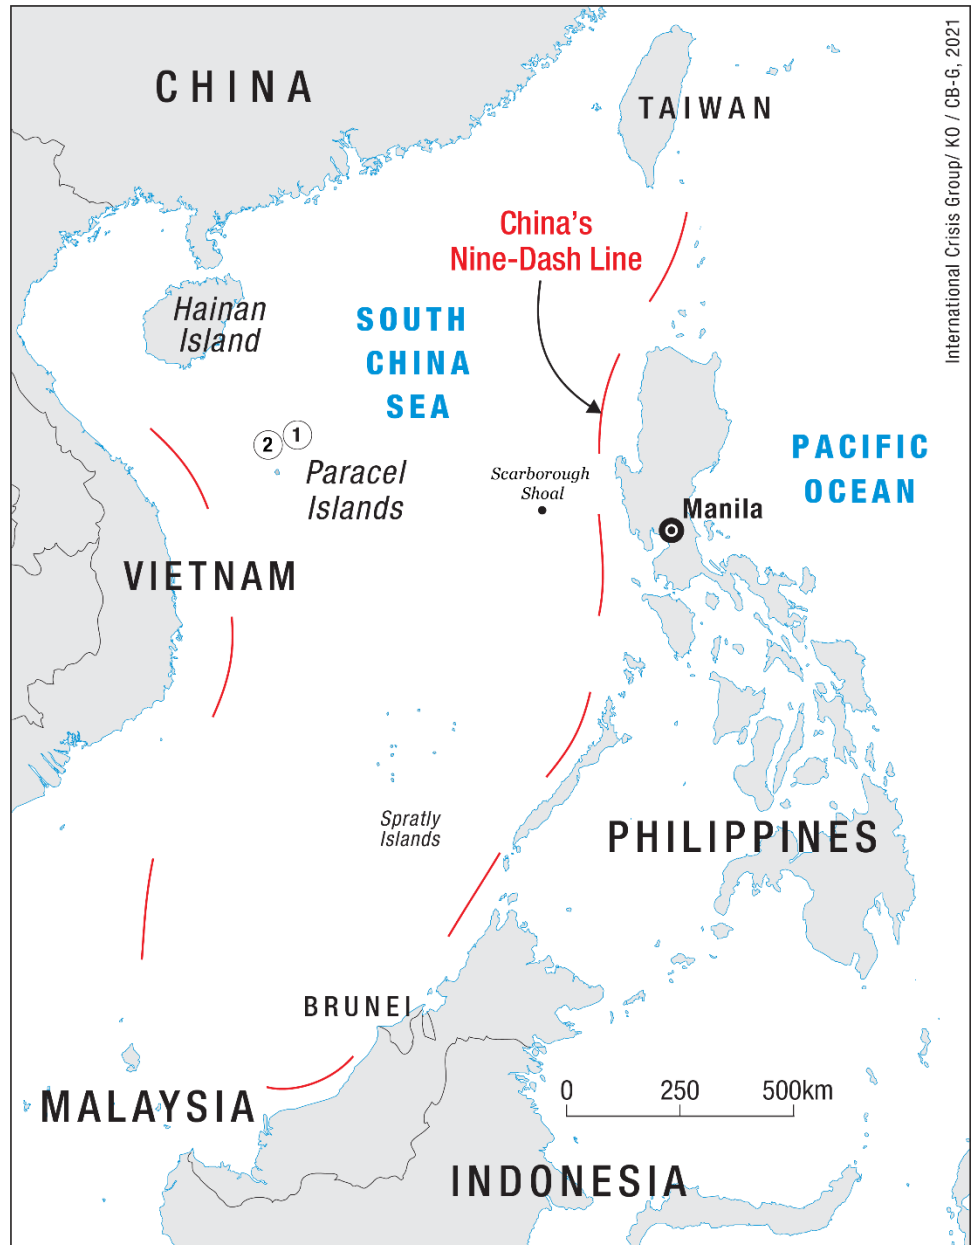 CHINA
TAIWAN
International Crisis Group/ KO / CB-G, 2021
China's
Nine-Dash Line
Hainan
Island
SOUTH
CHINA
SEA
2
1
Paracel
Islands
Scarborough
Shoal
PACIFIC
OCEAN
Manila
VIETNAM
Spratly
Islands
PHILIPPINES
BRUNEI
MALAYSIA
0 250 500km
INDONESIA